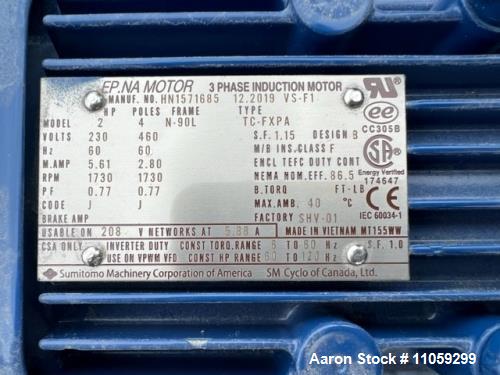 EP.NA MOTOR 3 PHASE INDUCTION MOTOR
MANUF. NO. HN1571685 12.2019 VS-F1
HP POLES FRAME TYPE
MODEL 2 4 N-90L TC-FXPA
VOLTS 230 460 S.F. 1.15 DESIGN B
Hz 60 60 M/B INS.CLASS F
M.AMP 5.61 2.80 ENCL TEFC DUTY CONT
RPM 1730 1730 NEMA NOM.EFF. 86.5
P.F 0.77 0.77 B.TORQ FT-LB
CODE J J MAX.AMB. 40 °C
BRAKE AMP FACTORY SHV-01
USABLE ON 208 V NETWORKS AT 5.88 A MADE IN VIETNAM MT155WW
CSA ONLY INVERTER DUTY CONST TORQ.RANGE 6 TO 60 Hz S.F. 1.0
USE ON VPWM VFD CONST HP RANGE 60 TO 120 Hz
Sumitomo Machinery Corporation of America SM Cyclo of Canada, Ltd.
ee
CC305B
Energy Verified
174647
CE
IEC 60034-1
Aaron Stock # 11059299